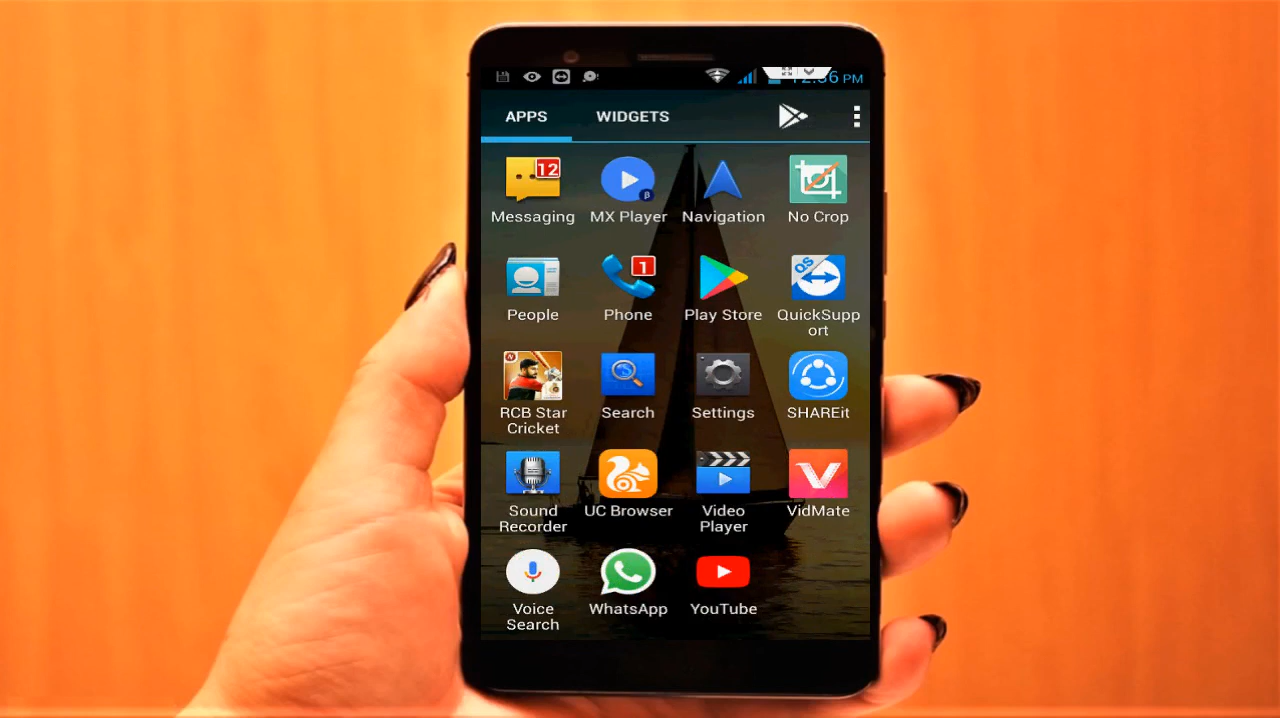 PM
APPS WIDGETS
12
Messaging MX Player Navigation No Crop
1
QS
People Phone Play Store QuickSupp
ort
N
RCB Star Search Settings SHAREit
Cricket
Sound UC Browser Video VidMate
Recorder Player
Voice WhatsApp YouTube
Search